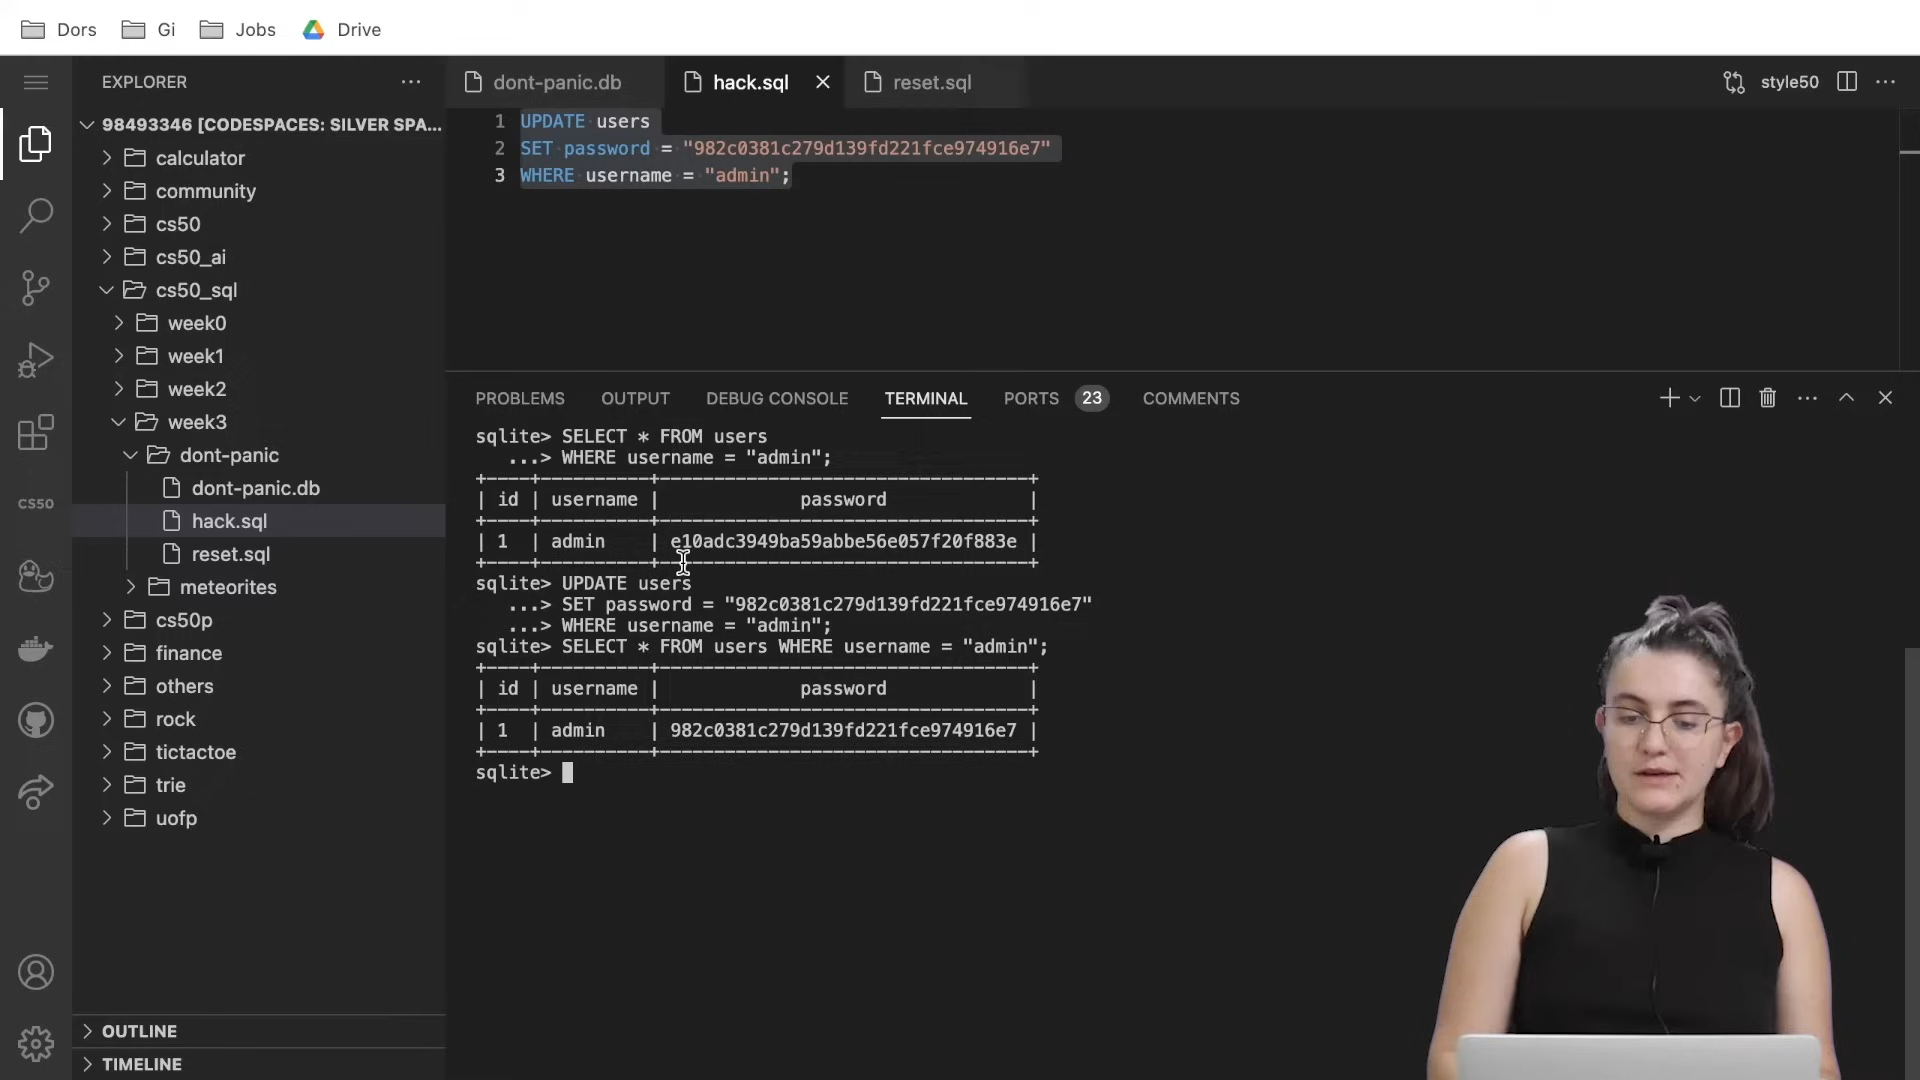 Dors Gi Jobs Drive
EXPLORER
98493346 [CODESPACES: SILVER SPA...
calculator
community
cs50
cs50_ai
cs50_sql
week0
week1
week2
week3
dont-panic
dont-panic.db
hack.sql
reset.sql
meteorites
cs50p
finance
others
rock
tictactoe
trie
uofp
OUTLINE
TIMELINE
CS50
dont-panic.db hack.sql reset.sql style50
1 UPDATE users
2 SET password = "982c0381c279d139fd221fce974916e7"
3 WHERE username = "admin";
PROBLEMS OUTPUT DEBUG CONSOLE TERMINAL PORTS 23 COMMENTS
sqlite> SELECT * FROM users
...> WHERE username = "admin";
+----+----------+----------------------------------+
| id | username | password |
+----+----------+----------------------------------+
| 1 | admin | e10adc3949ba59abbe56e057f20f883e |
+----+----------+----------------------------------+
sqlite> UPDATE users
...> SET password = "982c0381c279d139fd221fce974916e7"
...> WHERE username = "admin";
sqlite> SELECT * FROM users WHERE username = "admin";
+----+----------+----------------------------------+
| id | username | password |
+----+----------+----------------------------------+
| 1 | admin | 982c0381c279d139fd221fce974916e7 |
+----+----------+----------------------------------+
sqlite>